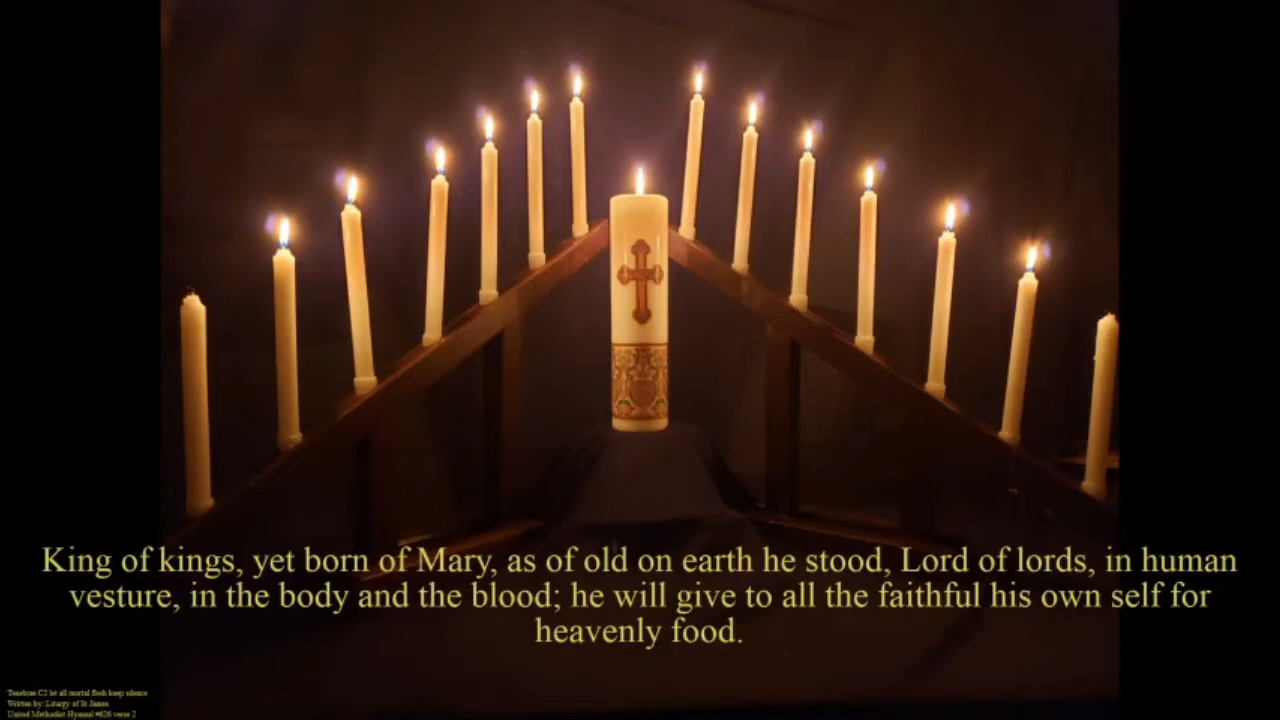 King of kings, yet born of Mary, as of old on earth he stood, Lord of lords, in human
vesture, in the body and the blood; he will give to all the faithful his own self for
heavenly food.
Tenebrae C2 let all mortal flesh keep silence
Written by: Liturgy of St James
United Methodist Hymnal #626 verse 2